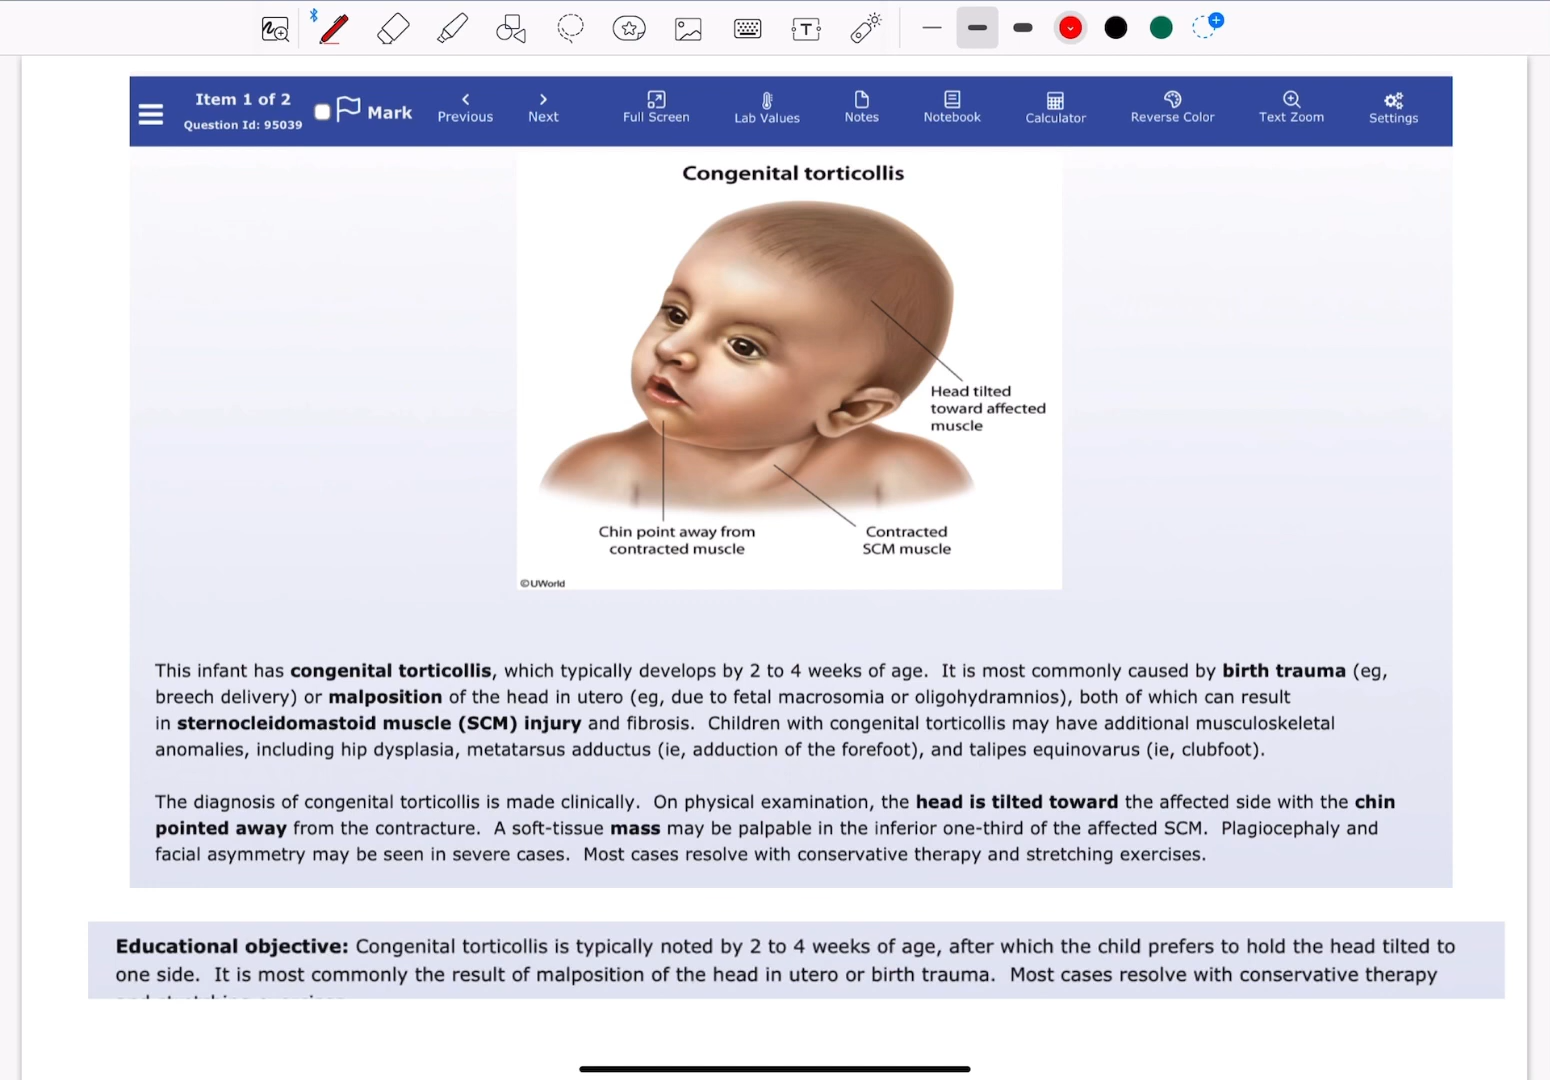 T
Item 1 of 2
Question Id: 95039
Mark
Previous
Next
Full Screen
Lab Values
Notes
Notebook
Calculator
Reverse Color
Text Zoom
Settings
Congenital torticollis
Head tilted
toward affected
muscle
Chin point away from
contracted muscle
Contracted
SCM muscle
©UWorld
This infant has congenital torticollis, which typically develops by 2 to 4 weeks of age. It is most commonly caused by birth trauma (eg,
breech delivery) or malposition of the head in utero (eg, due to fetal macrosomia or oligohydramnios), both of which can result
in sternocleidomastoid muscle (SCM) injury and fibrosis. Children with congenital torticollis may have additional musculoskeletal
anomalies, including hip dysplasia, metatarsus adductus (ie, adduction of the forefoot), and talipes equinovarus (ie, clubfoot).
The diagnosis of congenital torticollis is made clinically. On physical examination, the head is tilted toward the affected side with the chin
pointed away from the contracture. A soft-tissue mass may be palpable in the inferior one-third of the affected SCM. Plagiocephaly and
facial asymmetry may be seen in severe cases. Most cases resolve with conservative therapy and stretching exercises.
Educational objective: Congenital torticollis is typically noted by 2 to 4 weeks of age, after which the child prefers to hold the head tilted to
one side. It is most commonly the result of malposition of the head in utero or birth trauma. Most cases resolve with conservative therapy